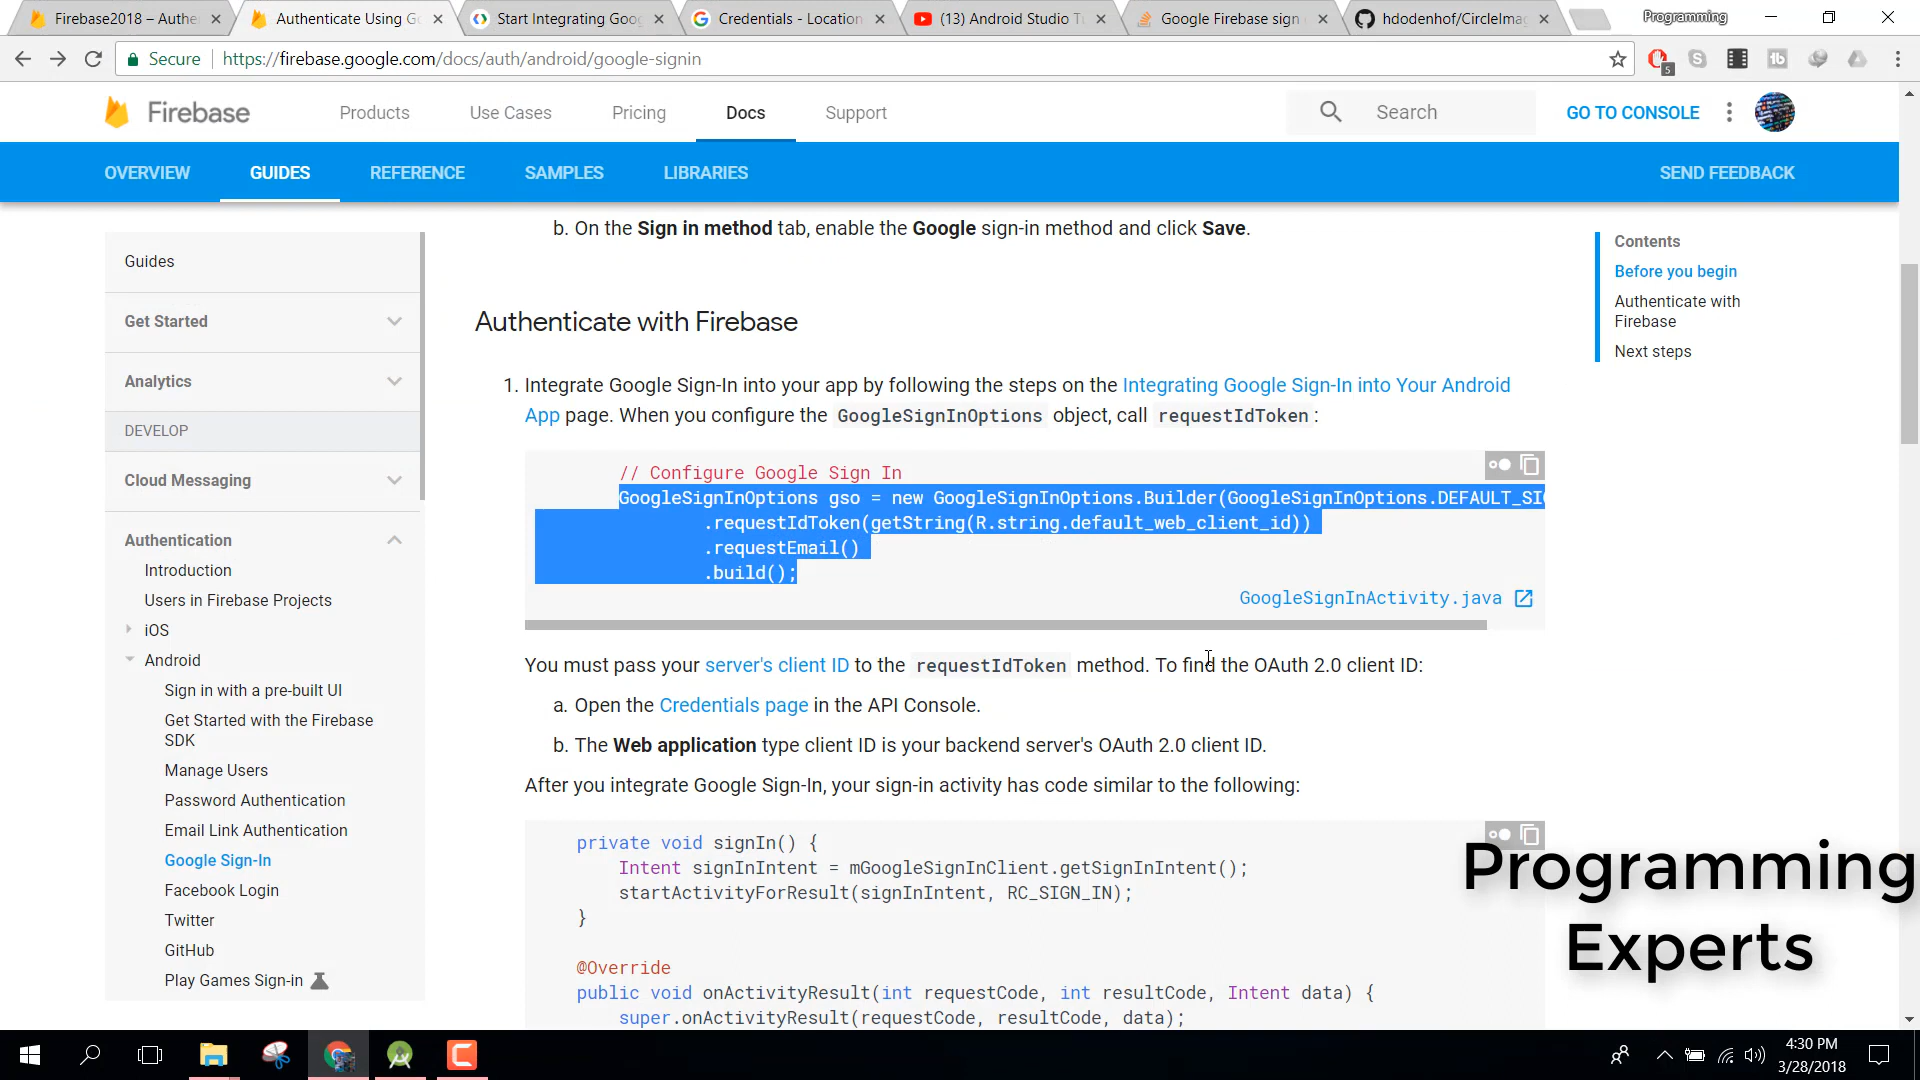 Firebase2018 – Authe
Authenticate Using Go
Start Integrating Goog
Credentials - Location
(13) Android Studio Tu
Google Firebase sign
hdodenhof/CircleImag
Programming
Secure
https://firebase.google.com/docs/auth/android/google-signin
5
Firebase
Products
Use Cases
Pricing
Docs
Support
Search
GO TO CONSOLE
OVERVIEW
GUIDES
REFERENCE
SAMPLES
LIBRARIES
SEND FEEDBACK
Guides
Get Started
Analytics
DEVELOP
Cloud Messaging
Authentication
Introduction
Users in Firebase Projects
iOS
Android
Sign in with a pre-built UI
Get Started with the Firebase
SDK
Manage Users
Password Authentication
Email Link Authentication
Google Sign-In
Facebook Login
Twitter
GitHub
Play Games Sign-in
b. On the Sign in method tab, enable the Google sign-in method and click Save.
Authenticate with Firebase
1. Integrate Google Sign-In into your app by following the steps on the Integrating Google Sign-In into Your Android
App page. When you configure the GoogleSignInOptions object, call requestIdToken:
// Configure Google Sign In
GoogleSignInOptions gso = new GoogleSignInOptions.Builder(GoogleSignInOptions.DEFAULT_SIG
.requestIdToken(getString(R.string.default_web_client_id))
.requestEmail()
.build();
GoogleSignInActivity.java
You must pass your server's client ID to the requestIdToken method. To find the OAuth 2.0 client ID:
a. Open the Credentials page in the API Console.
b. The Web application type client ID is your backend server's OAuth 2.0 client ID.
After you integrate Google Sign-In, your sign-in activity has code similar to the following:
private void signIn() {
Intent signInIntent = mGoogleSignInClient.getSignInIntent();
startActivityForResult(signInIntent, RC_SIGN_IN);
}
@Override
public void onActivityResult(int requestCode, int resultCode, Intent data) {
super.onActivityResult(requestCode, resultCode, data);
Contents
Before you begin
Authenticate with
Firebase
Next steps
Programming
Experts
4:30 PM
3/28/2018